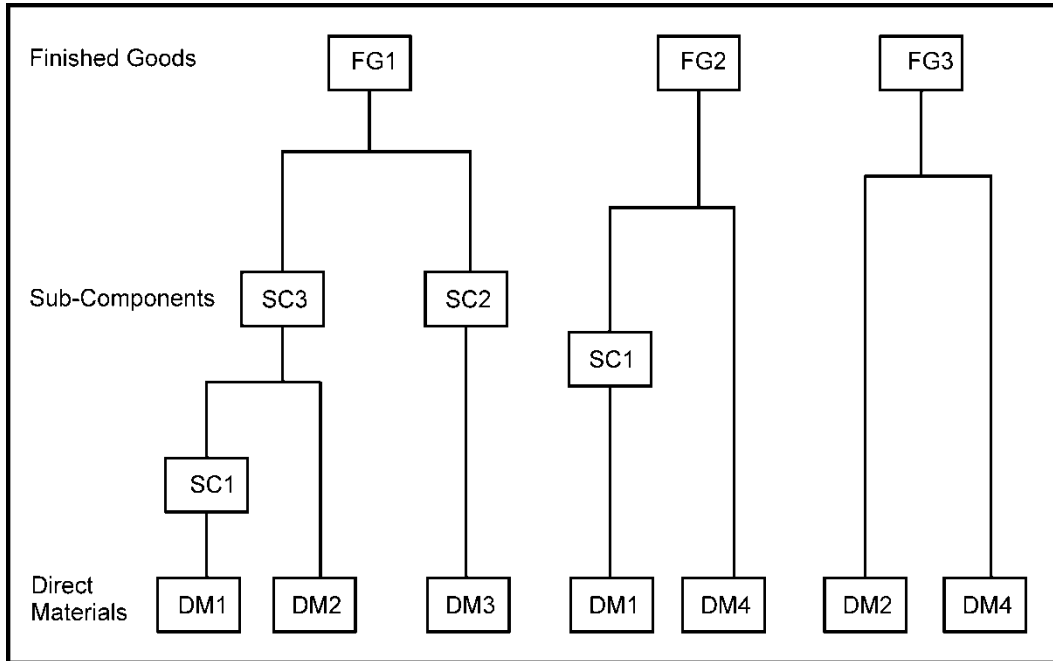 Finished Goods
FG1
FG2
FG3
Sub-Components
SC3
SC2
SC1
SC1
Direct
Materials
DM1
DM2
DM3
DM1
DM4
DM2
DM4